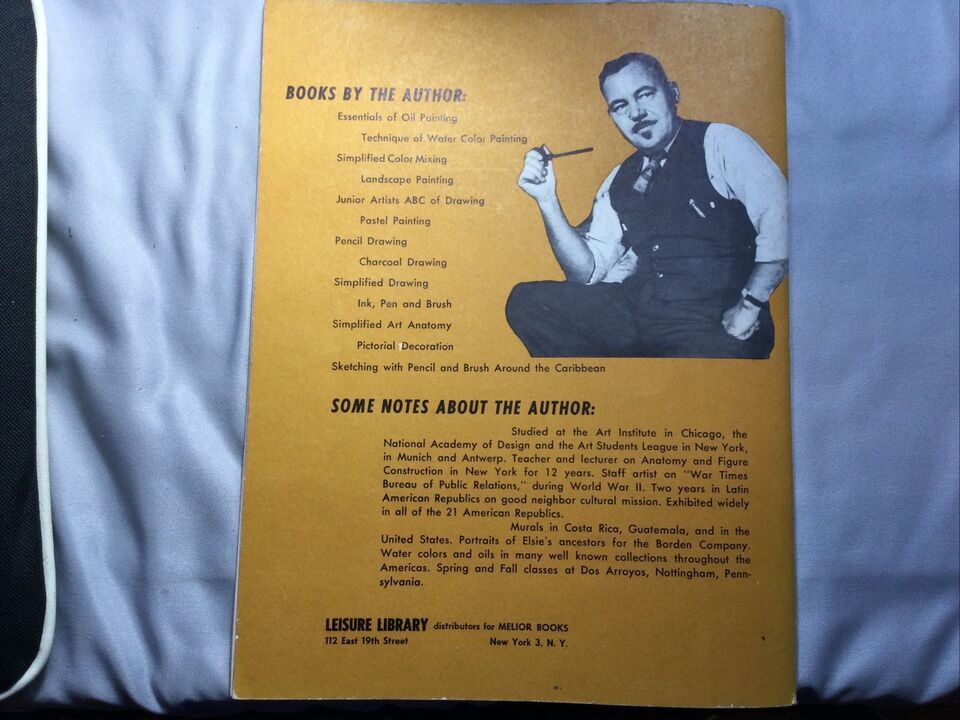 BOOKS BY THE AUTHOR:
Essentials of Oil Painting
Technique of Water Color Painting
Simplified Color Mixing
Landscape Painting
Junior Artists ABC of Drawing
Pastel Painting
Pencil Drawing
Charcoal Drawing
Simplified Drawing
Ink, Pen and Brush
Simplified Art Anatomy
Pictorial Decoration
Sketching with Pencil and Brush Around the Caribbean
SOME NOTES ABOUT THE AUTHOR:
Studied at the Art Institute in Chicago, the
National Academy of Design and the Art Students League in New York,
in Munich and Antwerp. Teacher and lecturer on Anatomy and Figure
Construction in New York for 12 years. Staff artist on "War Times
Bureau of Public Relations," during World War II. Two years in Latin
American Republics on good neighbor cultural mission. Exhibited widely
in all of the 21 American Republics.
Murals in Costa Rica, Guatemala, and in the
United States. Portraits of Elsie's ancestors for the Borden Company.
Water colors and oils in many well known collections throughout the
Americas. Spring and Fall classes at Dos Arroyos, Nottingham, Penn-
sylvania.
LEISURE LIBRARY distributors for MELIOR BOOKS
112 East 19th Street New York 3, N. Y.